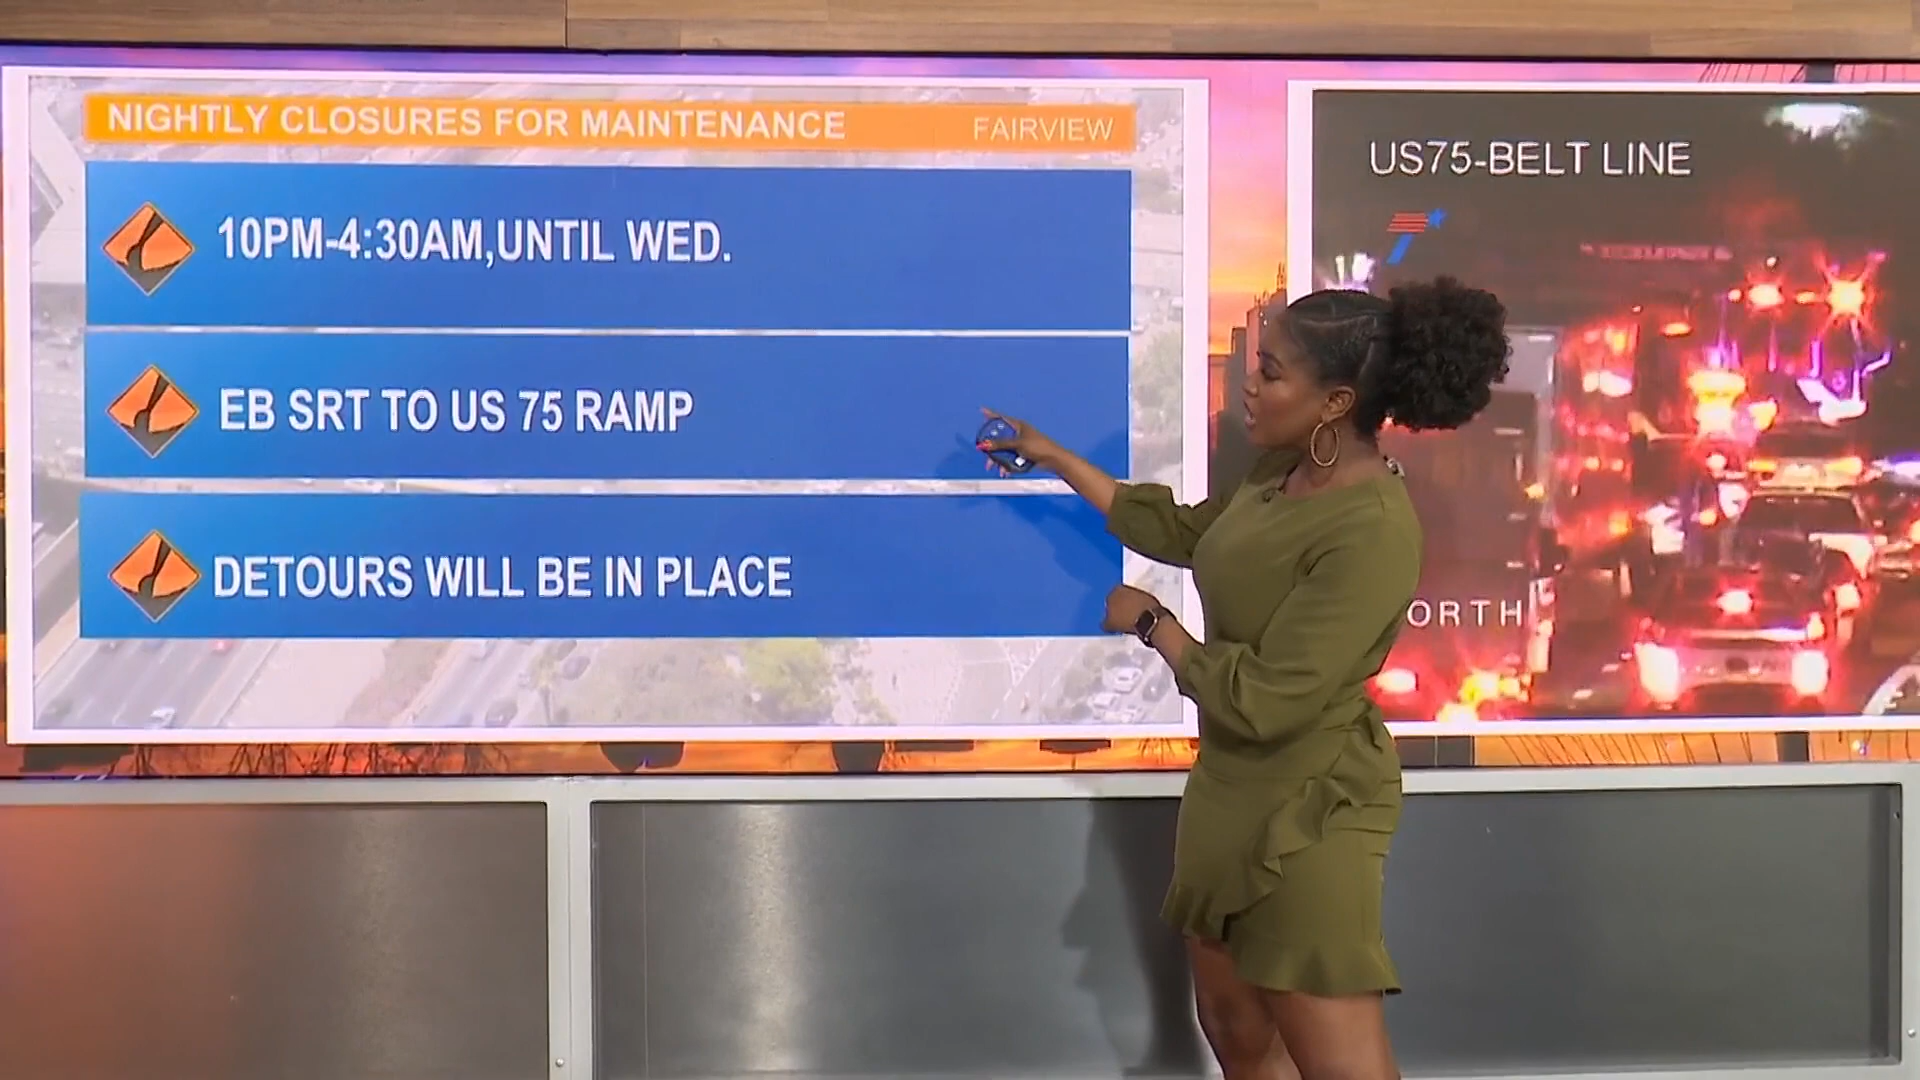 NIGHTLY CLOSURES FOR MAINTENANCE
FAIRVIEW
10PM-4:30AM,UNTIL WED.
EB SRT TO US 75 RAMP
DETOURS WILL BE IN PLACE
US75-BELT LINE
ORTH